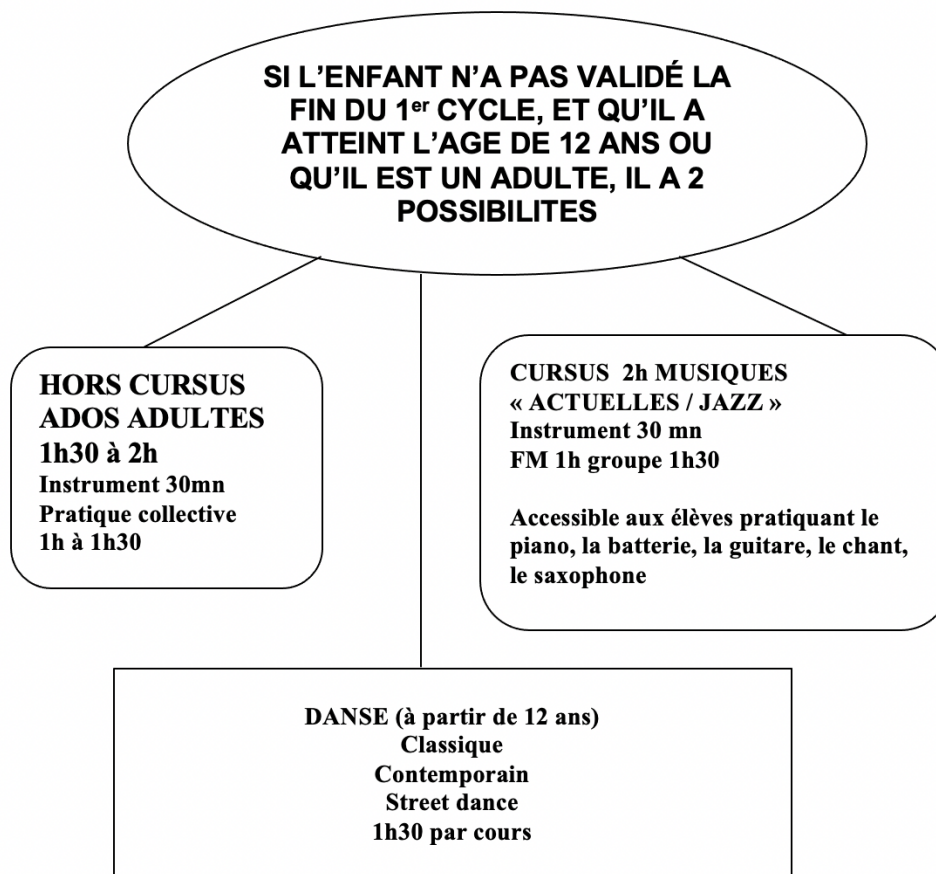 SI L'ENFANT N'A PAS VALIDÉ LA
FIN DU 1er CYCLE, ET QU'IL A
ATTEINT L'AGE DE 12 ANS OU
QU'IL EST UN ADULTE, IL A 2
POSSIBILITES
HORS CURSUS
ADOS ADULTES
1h30 à 2h
Instrument 30mn
Pratique collective
1h à 1h30
CURSUS 2h MUSIQUES
« ACTUELLES / JAZZ »
Instrument 30 mn
FM 1h groupe 1h30
Accessible aux élèves pratiquant le
piano, la batterie, la guitare, le chant,
le saxophone
DANSE (à partir de 12 ans)
Classique
Contemporain
Street dance
1h30 par cours